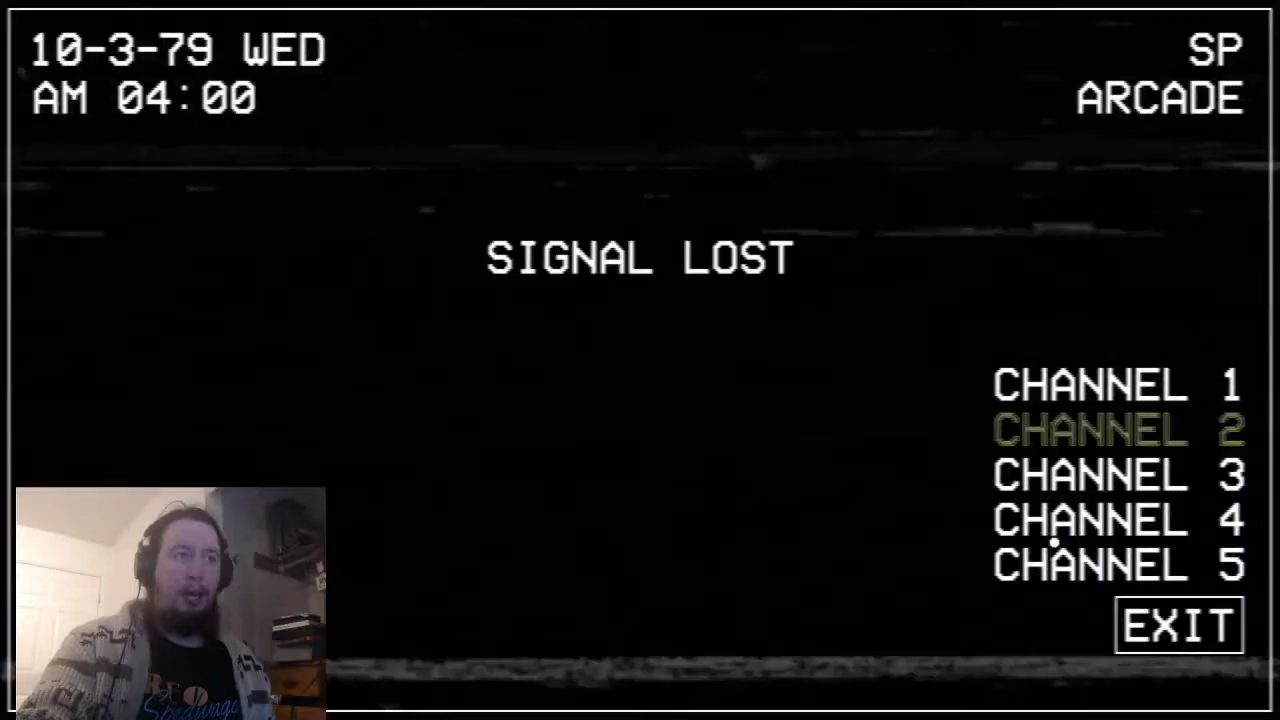 10-3-79 WED
AM 04:00
SP
ARCADE
SIGNAL LOST
CHANNEL 1
CHANNEL 2
CHANNEL 3
CHANNEL 4
CHANNEL 5
EXIT